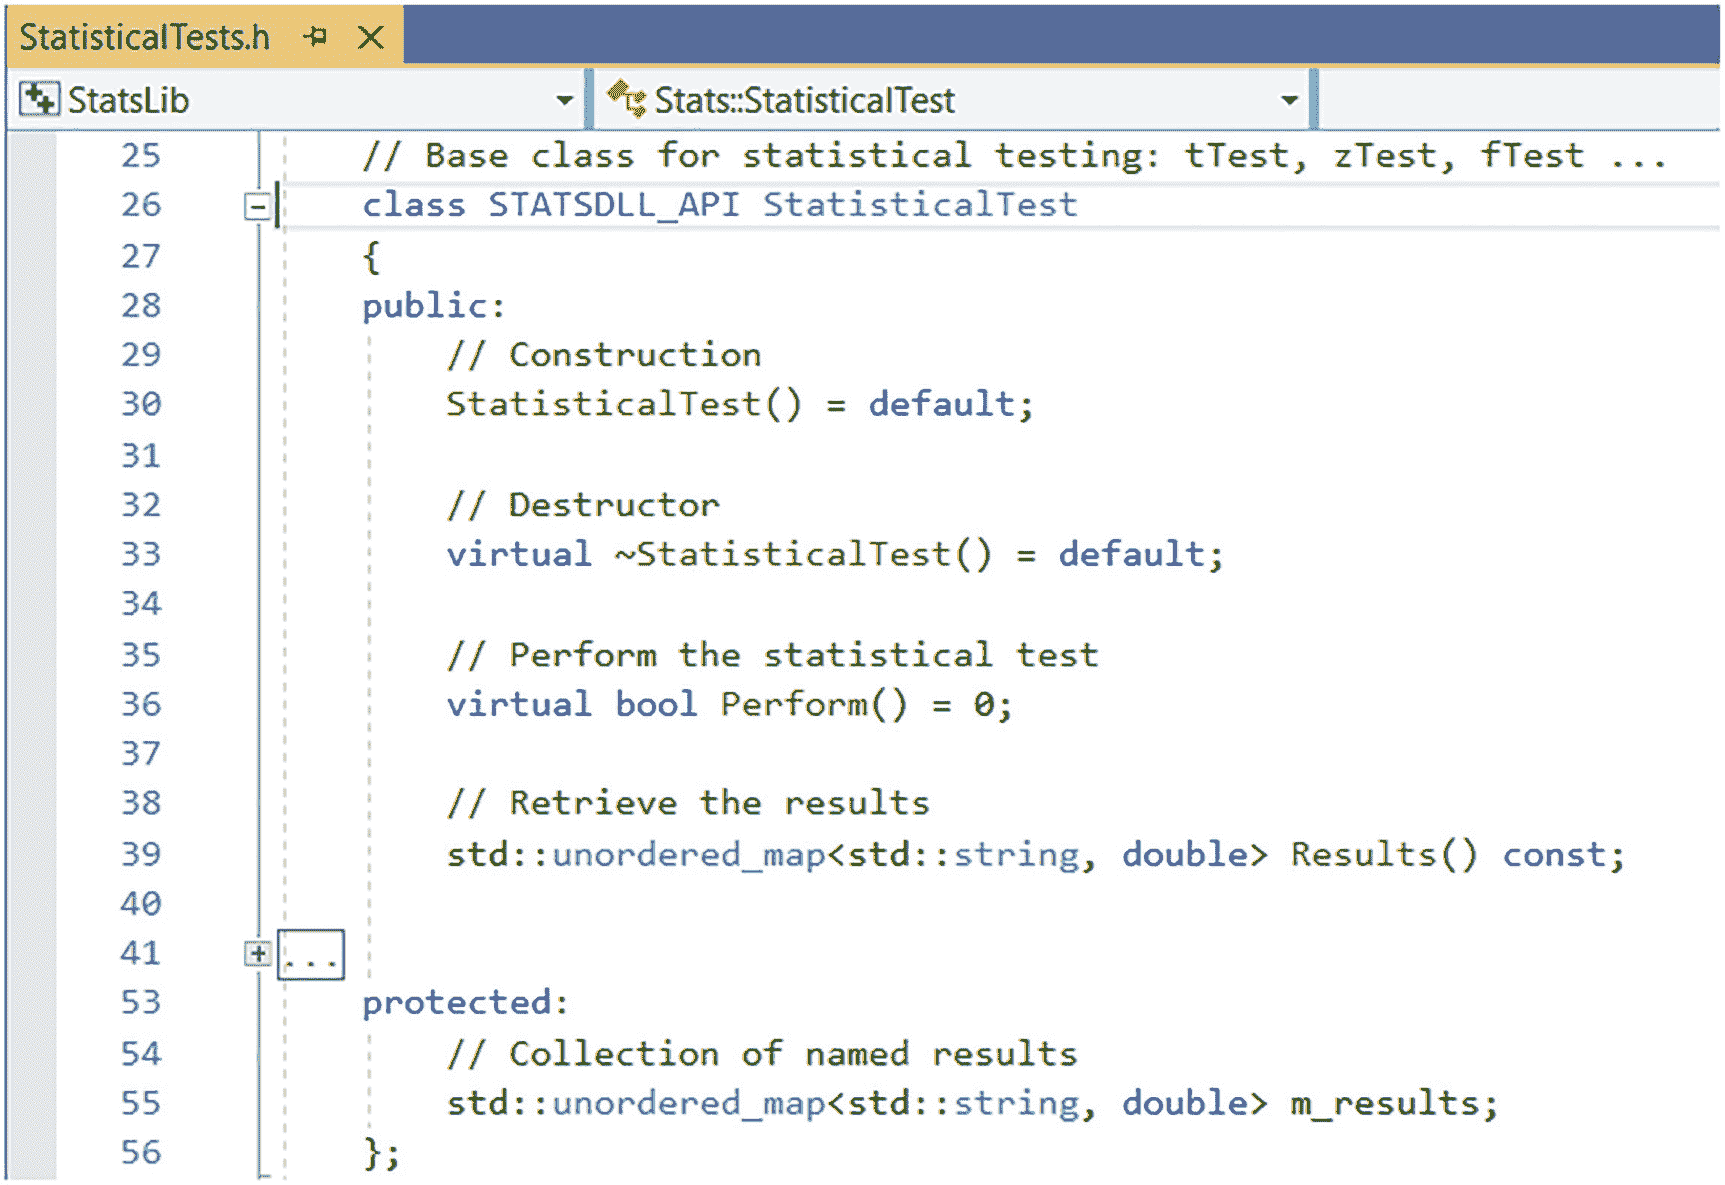 StatisticalTests.h
StatsLib Stats::StatisticalTest
25 // Base class for statistical testing: tTest, zTest, fTest ...
26 class STATSDLL_API StatisticalTest
27 {
28 public:
29 // Construction
30 StatisticalTest() = default;
31
32 // Destructor
33 virtual ~StatisticalTest() = default;
34
35 // Perform the statistical test
36 virtual bool Perform() = 0;
37
38 // Retrieve the results
39 std::unordered_map<std::string, double> Results() const;
40
41 ...
53 protected:
54 // Collection of named results
55 std::unordered_map<std::string, double> m_results;
56 };